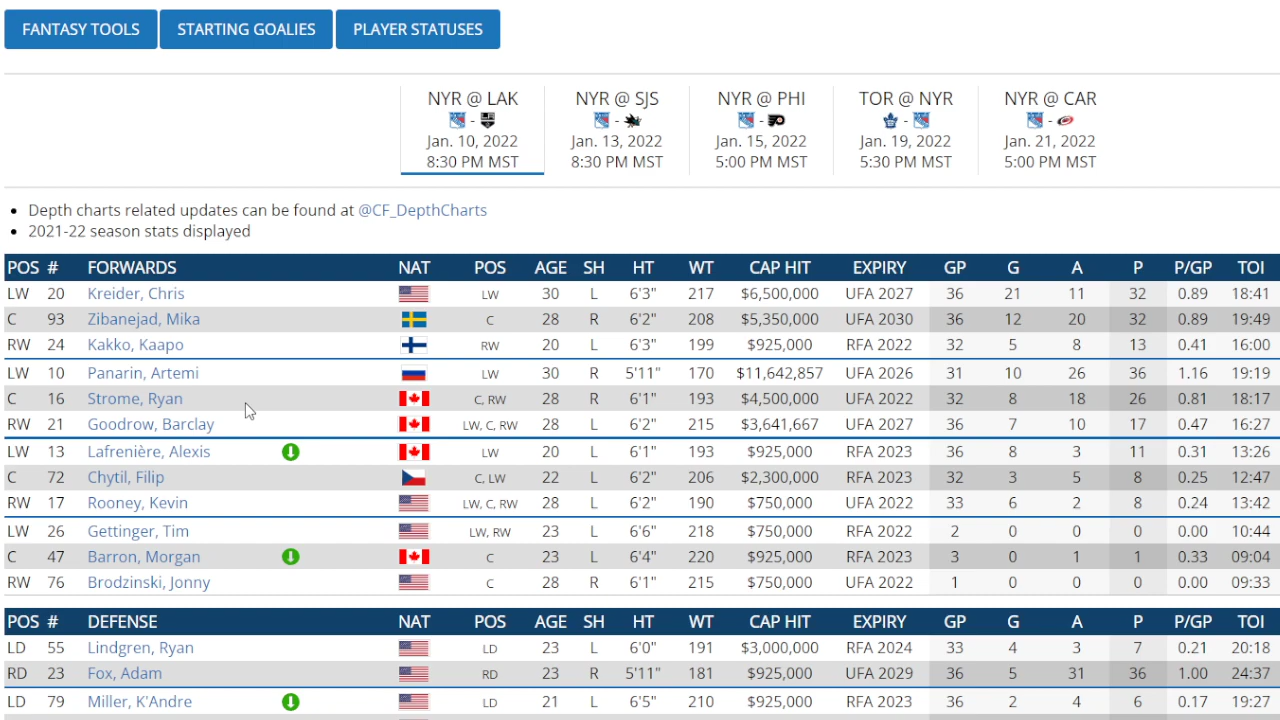 FANTASY TOOLS STARTING GOALIES PLAYER STATUSES
NYR @ LAK NYR @ SJS NYR @ PHI TOR @ NYR NYR @ CAR
- - - - -
Jan. 10, 2022 Jan. 13, 2022 Jan. 15, 2022 Jan. 19, 2022 Jan. 21, 2022
8:30 PM MST 8:30 PM MST 5:00 PM MST 5:30 PM MST 5:00 PM MST
• Depth charts related updates can be found at @CF_DepthCharts
• 2021-22 season stats displayed
POS # FORWARDS NAT POS AGE SH HT WT CAP HIT EXPIRY GP G A P P/GP TOI
LW 20 Kreider, Chris LW 30 L 6'3" 217 $6,500,000 UFA 2027 36 21 11 32 0.89 18:41
C 93 Zibanejad, Mika C 28 R 6'2" 208 $5,350,000 UFA 2030 36 12 20 32 0.89 19:49
RW 24 Kakko, Kaapo RW 20 L 6'3" 199 $925,000 RFA 2022 32 5 8 13 0.41 16:00
LW 10 Panarin, Artemi LW 30 R 5'11" 170 $11,642,857 UFA 2026 31 10 26 36 1.16 19:19
C 16 Strome, Ryan C, RW 28 R 6'1" 193 $4,500,000 UFA 2022 32 8 18 26 0.81 18:17
RW 21 Goodrow, Barclay LW, C, RW 28 L 6'2" 215 $3,641,667 UFA 2027 36 7 10 17 0.47 16:27
LW 13 Lafrenière, Alexis LW 20 L 6'1" 193 $925,000 RFA 2023 36 8 3 11 0.31 13:26
C 72 Chytil, Filip C, LW 22 L 6'2" 206 $2,300,000 RFA 2023 32 3 5 8 0.25 12:47
RW 17 Rooney, Kevin LW, C, RW 28 L 6'2" 190 $750,000 UFA 2022 33 6 2 8 0.24 13:42
LW 26 Gettinger, Tim LW, RW 23 L 6'6" 218 $750,000 RFA 2022 2 0 0 0 0.00 10:44
C 47 Barron, Morgan C 23 L 6'4" 220 $925,000 RFA 2023 3 0 1 1 0.33 09:04
RW 76 Brodzinski, Jonny C 28 R 6'1" 215 $750,000 UFA 2022 1 0 0 0 0.00 09:33
POS # DEFENSE NAT POS AGE SH HT WT CAP HIT EXPIRY GP G A P P/GP TOI
LD 55 Lindgren, Ryan LD 23 L 6'0" 191 $3,000,000 RFA 2024 33 4 3 7 0.21 20:18
RD 23 Fox, Adam RD 23 R 5'11" 181 $925,000 UFA 2029 36 5 31 36 1.00 24:37
LD 79 Miller, K'Andre LD 21 L 6'5" 210 $925,000 RFA 2023 36 2 4 6 0.17 19:27